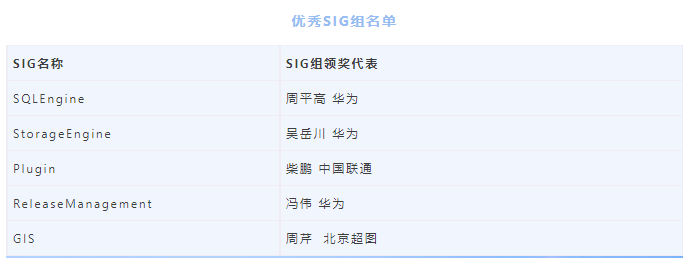 优秀SIG组名单
SIG名称 SIG组领奖代表
SQLEngine 周平高 华为
StorageEngine 吴岳川 华为
Plugin 柴鹏 中国联通
ReleaseManagement 冯伟 华为
GIS 周芹 北京超图